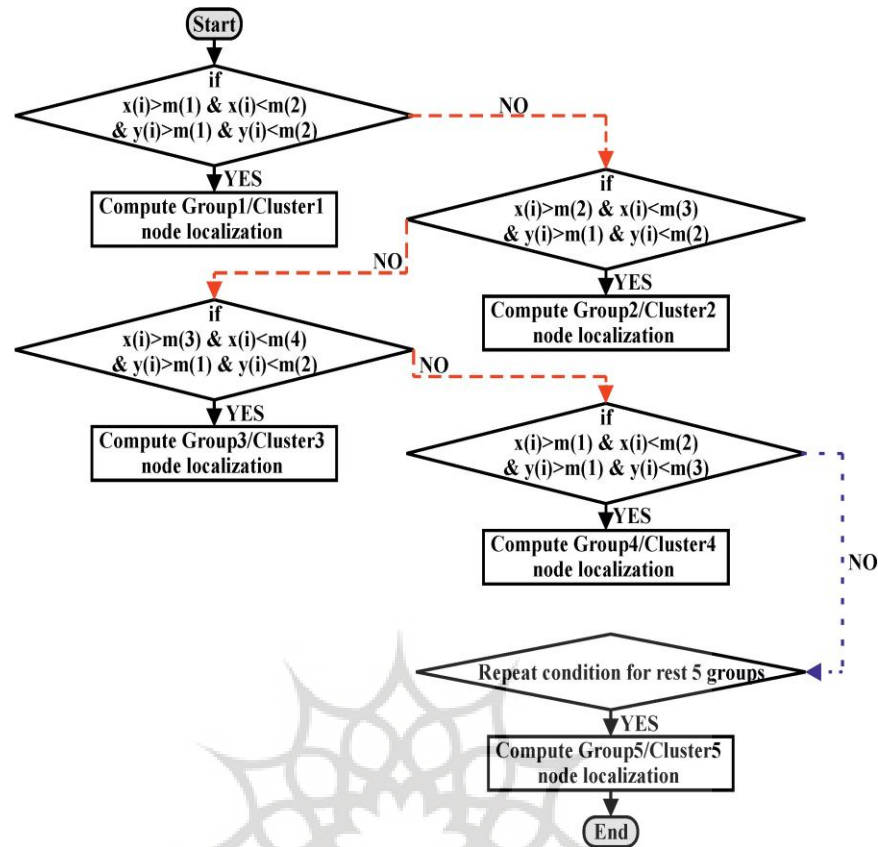 Start
if
x(i)>m(1) & x(i)<m(2)
& y(i)>m(1) & y(i)<m(2)
NO
YES
Compute Group1/Cluster1
node localization
if
x(i)>m(2) & x(i)<m(3)
& y(i)>m(1) & y(i)<m(2)
NO
YES
Compute Group2/Cluster2
node localization
if
x(i)>m(3) & x(i)<m(4)
& y(i)>m(1) & y(i)<m(2)
NO
YES
Compute Group3/Cluster3
node localization
if
x(i)>m(1) & x(i)<m(2)
& y(i)>m(1) & y(i)<m(3)
YES
Compute Group4/Cluster4
node localization
NO
Repeat condition for rest 5 groups
YES
Compute Group5/Cluster5
node localization
End